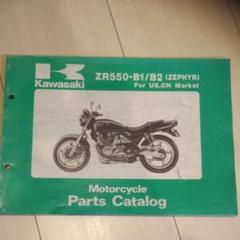 Kawasaki
ZR550-B1/B2 (ZEPHYR)
For US,CN Market
Motorcycle
Parts Catalog